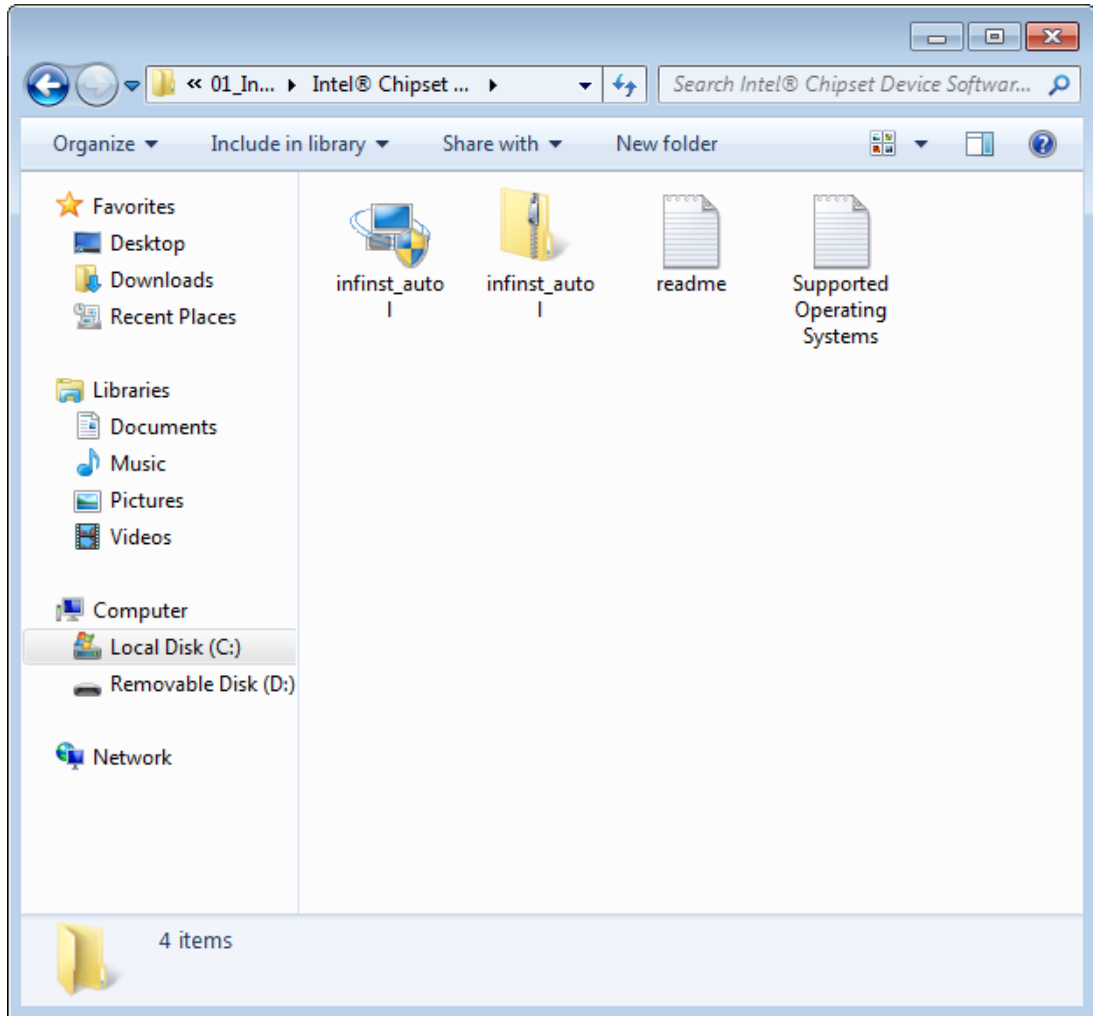 « 01_In... Intel® Chipset ...
Search Intel® Chipset Device Softwar...
Organize Include in library Share with New folder
Favorites
Desktop
Downloads
Recent Places
Libraries
Documents
Music
Pictures
Videos
Computer
Local Disk (C:)
Removable Disk (D:)
Network
infinst_auto
l
infinst_auto
l
readme
Supported
Operating
Systems
4 items